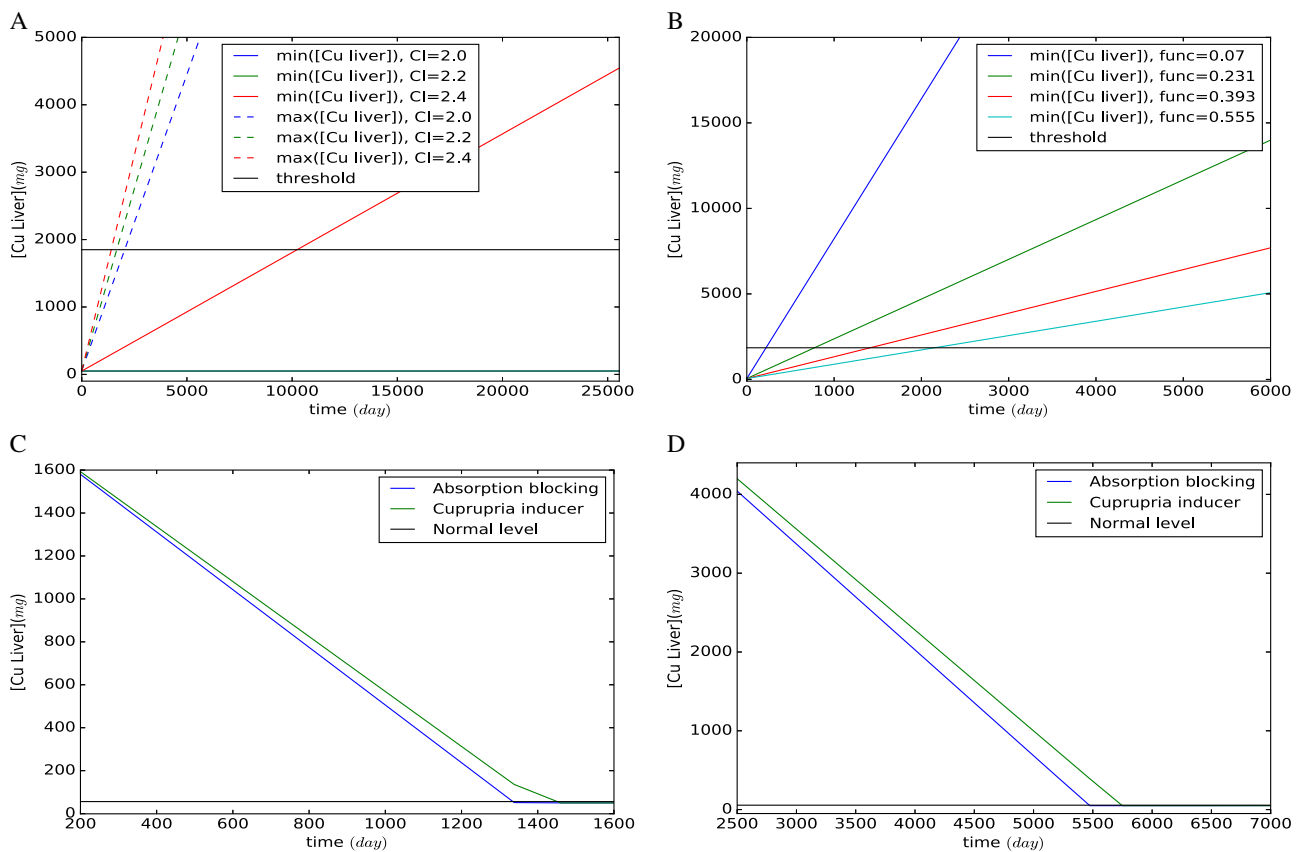 A
5000
4000
3000
2000
1000
0
[Cu Liver](mg)
min([Cu liver]), CI=2.0
min([Cu liver]), CI=2.2
min([Cu liver]), CI=2.4
max([Cu liver]), CI=2.0
max([Cu liver]), CI=2.2
max([Cu liver]), CI=2.4
threshold
0 5000 10000 15000 20000 25000
time (day)
B
20000
15000
10000
5000
0
[Cu Liver](mg)
min([Cu liver]), func=0.07
min([Cu liver]), func=0.231
min([Cu liver]), func=0.393
min([Cu liver]), func=0.555
threshold
0 1000 2000 3000 4000 5000 6000
time (day)
C
1600
1400
1200
1000
800
600
400
200
0
[Cu Liver](mg)
Absorption blocking
Cuprupria inducer
Normal level
200 400 600 800 1000 1200 1400 1600
time (day)
D
4000
3000
2000
1000
0
[Cu Liver](mg)
Absorption blocking
Cuprupria inducer
Normal level
2500 3000 3500 4000 4500 5000 5500 6000 6500 7000
time (day)